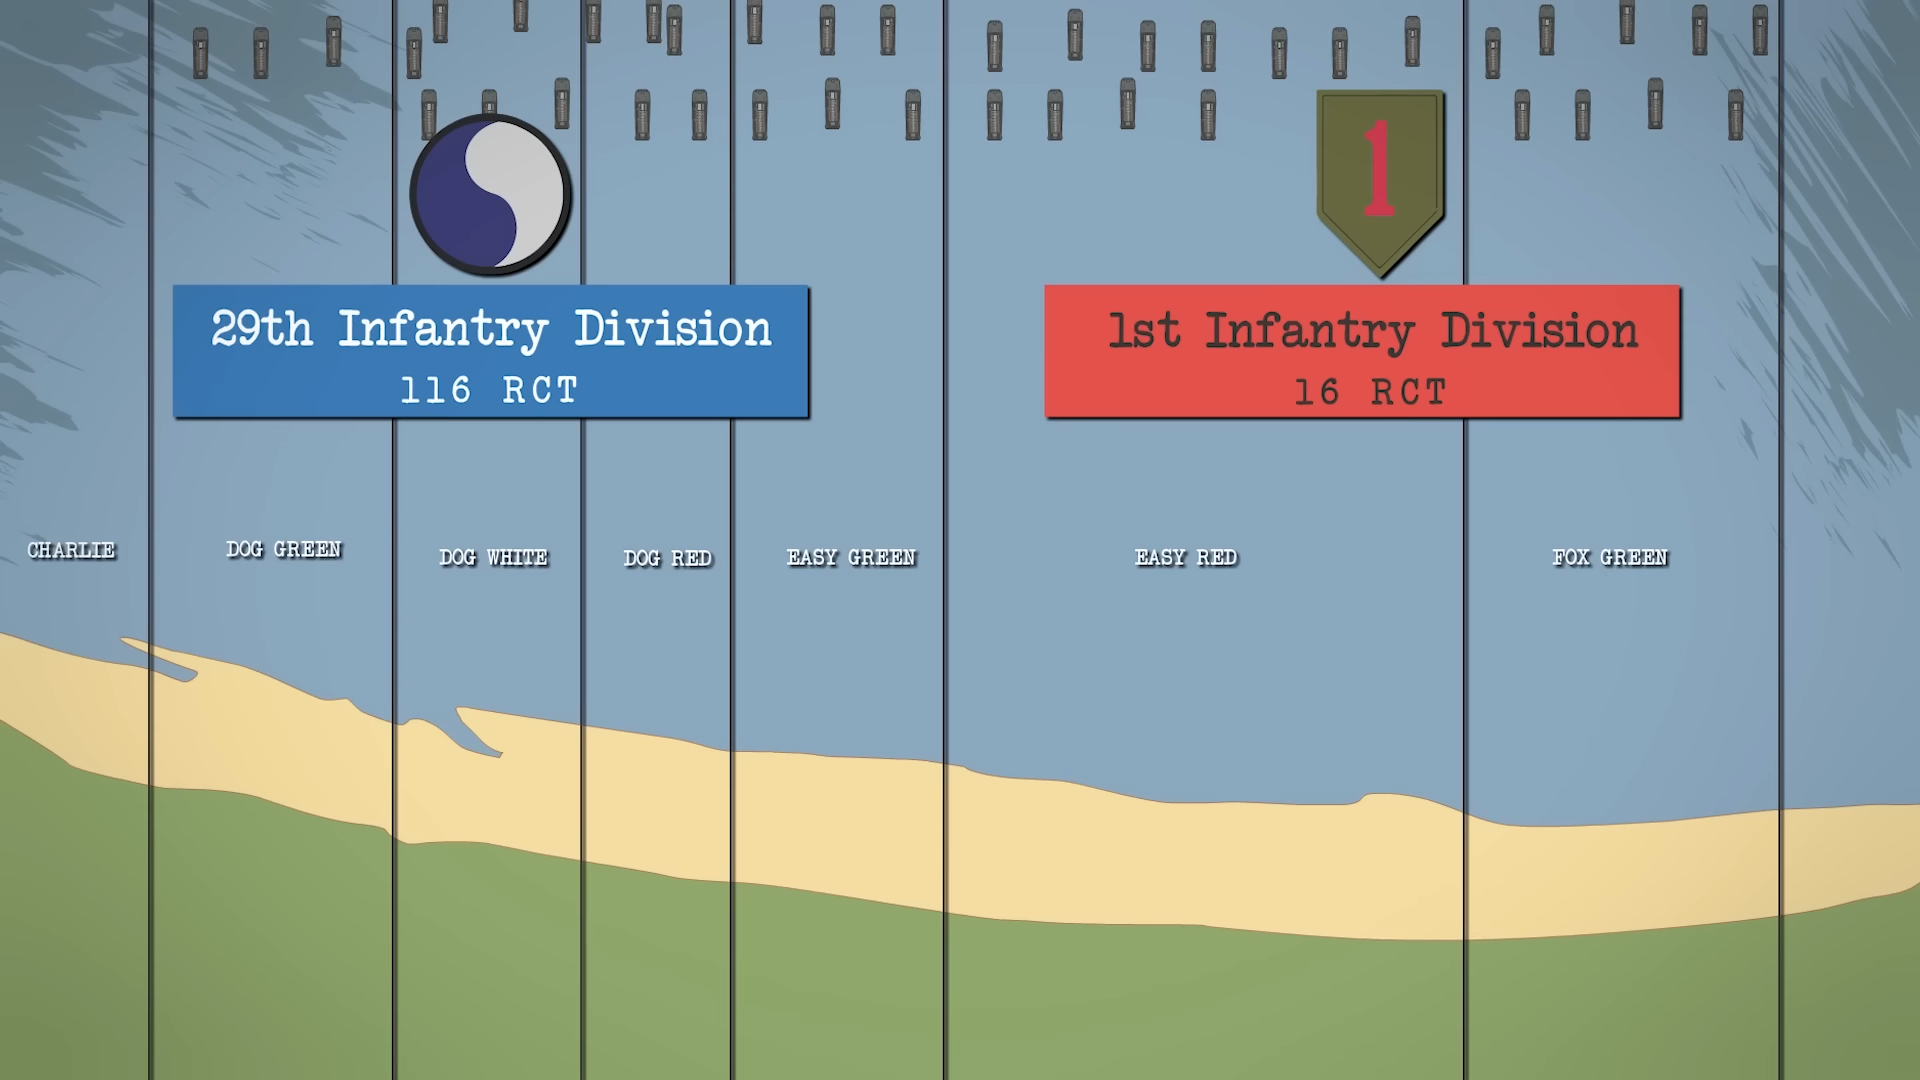 1
29th Infantry Division
116 RCT
1st Infantry Division
16 RCT
CHARLIE
DOG GREEN
DOG WHITE
DOG RED
EASY GREEN
EASY RED
FOX GREEN